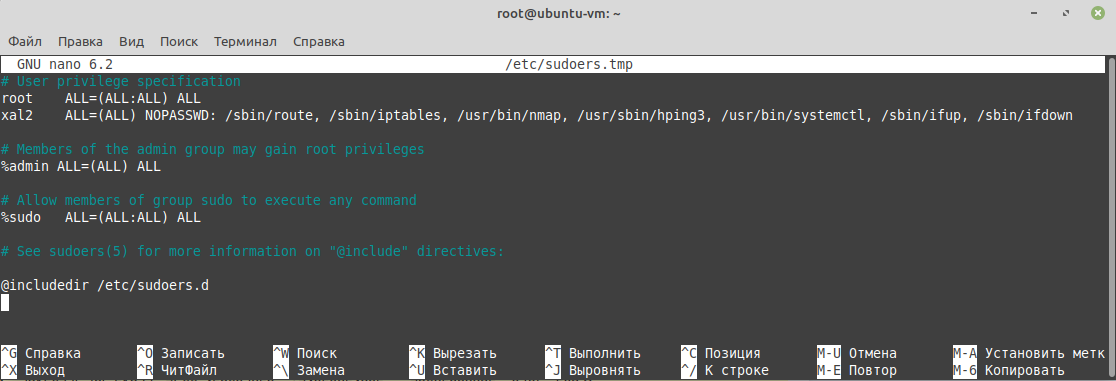 root@ubuntu-vm: ~
Файл Правка Вид Поиск Терминал Справка
GNU nano 6.2 /etc/sudoers.tmp
# User privilege specification
root ALL=(ALL:ALL) ALL
xal2 ALL=(ALL) NOPASSWD: /sbin/route, /sbin/iptables, /usr/bin/nmap, /usr/sbin/hping3, /usr/bin/systemctl, /sbin/ifup, /sbin/ifdown
# Members of the admin group may gain root privileges
%admin ALL=(ALL) ALL
# Allow members of group sudo to execute any command
%sudo ALL=(ALL:ALL) ALL
# See sudoers(5) for more information on "@include" directives:
@includedir /etc/sudoers.d
^G Справка ^O Записать ^W Поиск ^K Вырезать ^T Выполнить ^C Позиция M-U Отмена M-A Установить метк
^X Выход ^R ЧитФайл ^\ Замена ^U Вставить ^J Выровнять ^/ К строке M-E Повтор M-6 Копировать